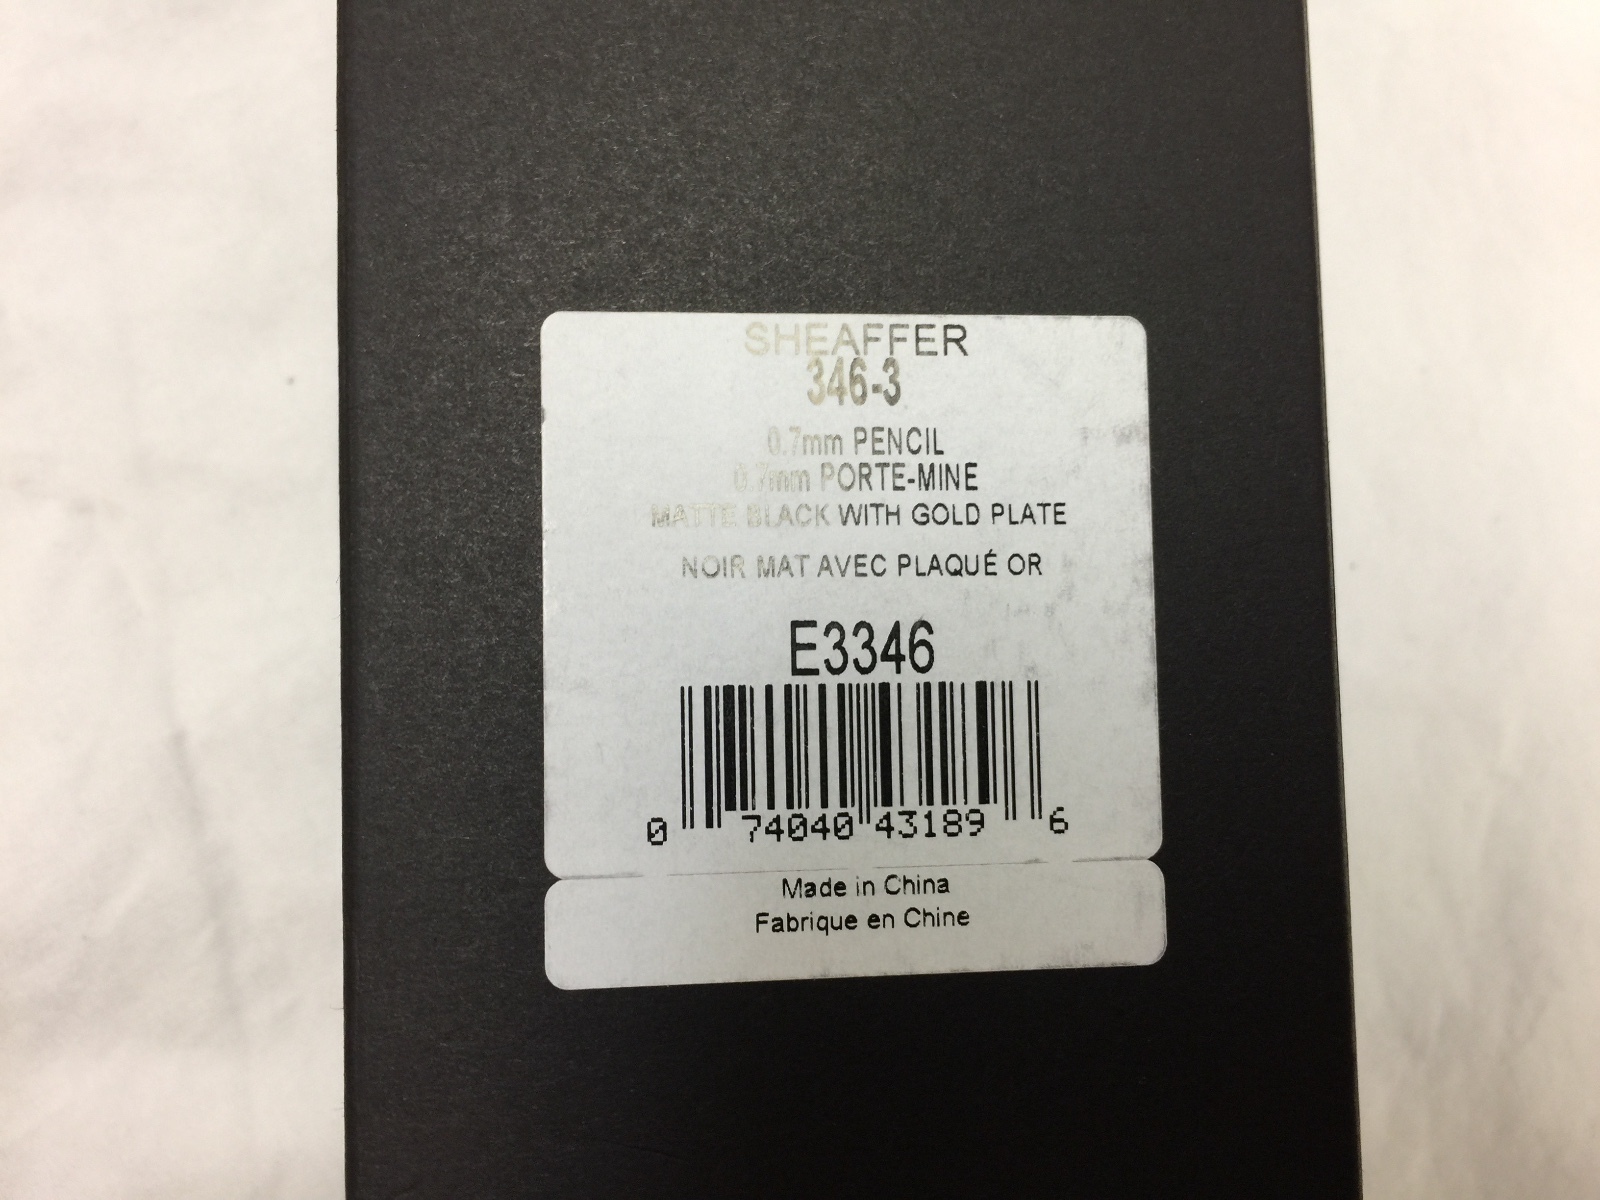 SHEAFFER
346-3
0.7mm PENCIL
0.7mm PORTE-MINE
MATTE BLACK WITH GOLD PLATE
NOIR MAT AVEC PLAQUÉ OR
E3346
0 74040 43189 6
Made in China
Fabrique en Chine